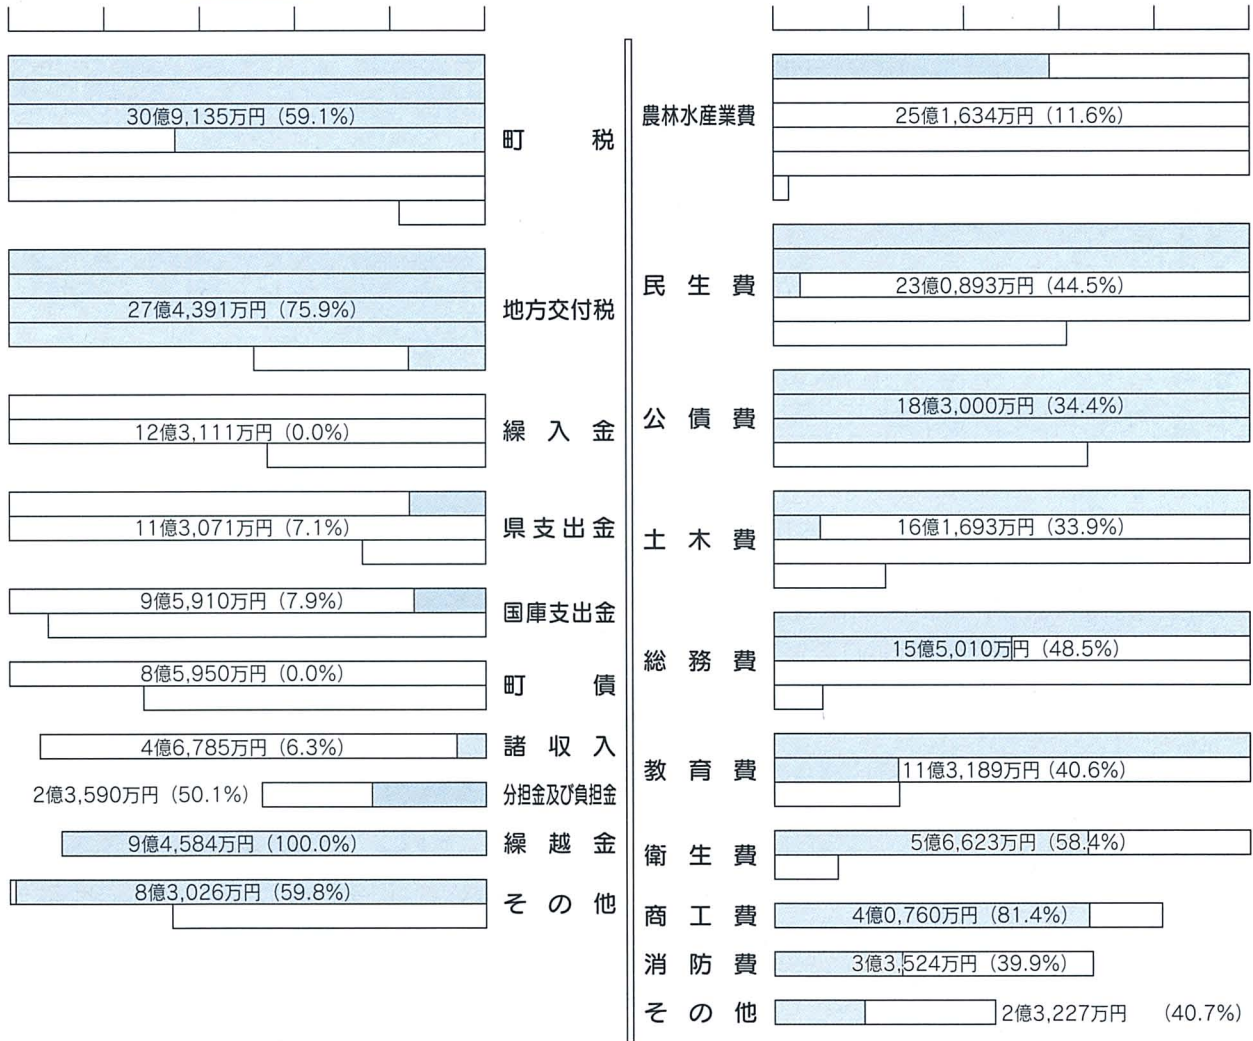 30億9,135万円（59.1%）
町税
27億4,391万円（75.9%）
地方交付税
12億3,111万円（0.0%）
繰入金
11億3,071万円（7.1%）
県支出金
9億5,910万円（7.9%）
国庫支出金
8億5,950万円（0.0%）
町債
4億6,785万円（6.3%）
諸収入
2億3,590万円（50.1%）
分担金及び負担金
9億4,584万円（100.0%）
繰越金
8億3,026万円（59.8%）
その他
農林水産業費
25億1,634万円（11.6%）
民生費
23億0,893万円（44.5%）
公債費
18億3,000万円（34.4%）
土木費
16億1,693万円（33.9%）
総務費
15億5,010万円（48.5%）
教育費
11億3,189万円（40.6%）
衛生費
5億6,623万円（58.4%）
商工費
4億0,760万円（81.4%）
消防費
3億3,524万円（39.9%）
その他
2億3,227万円（40.7%）